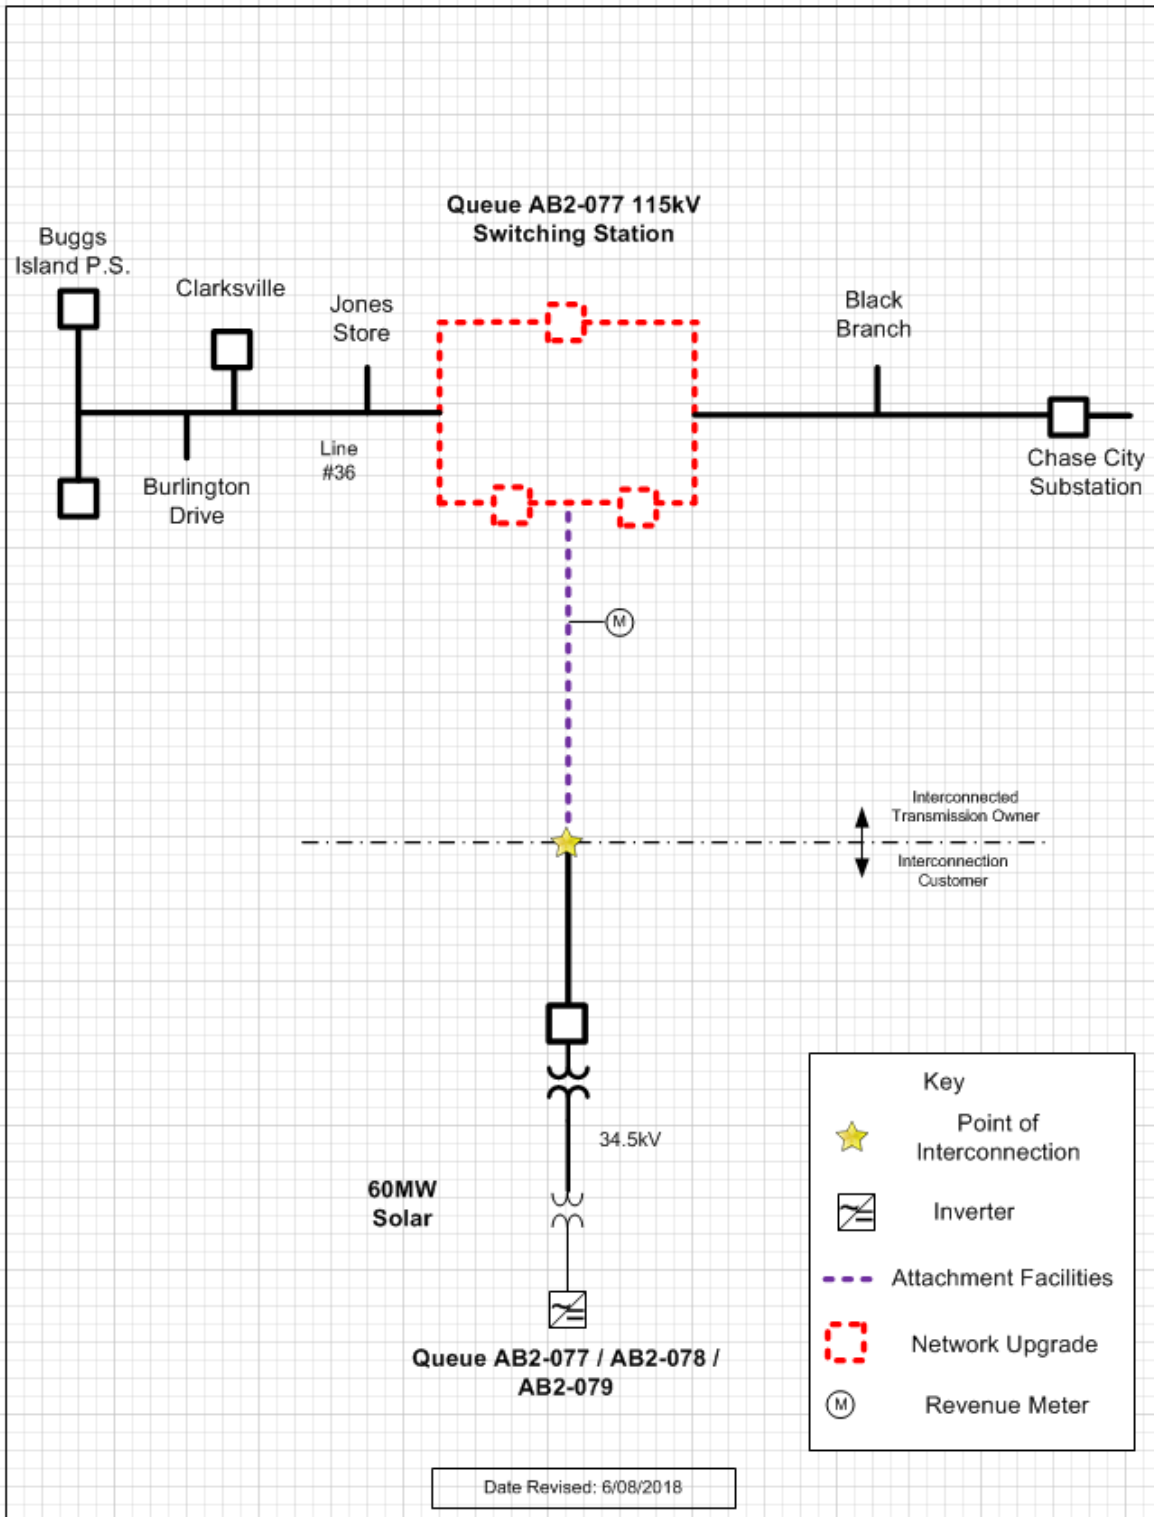 Queue AB2-077 115kV
Switching Station
Buggs
Island P.S.
Clarksville
Jones
Store
Black
Branch
Line
#36
Burlington
Drive
Chase City
Substation
M
Interconnected
Transmission Owner
Interconnection
Customer
34.5kV
60MW
Solar
Queue AB2-077 / AB2-078 /
AB2-079
Key
Point of
Interconnection
Inverter
Attachment Facilities
Network Upgrade
M
Revenue Meter
Date Revised: 6/08/2018